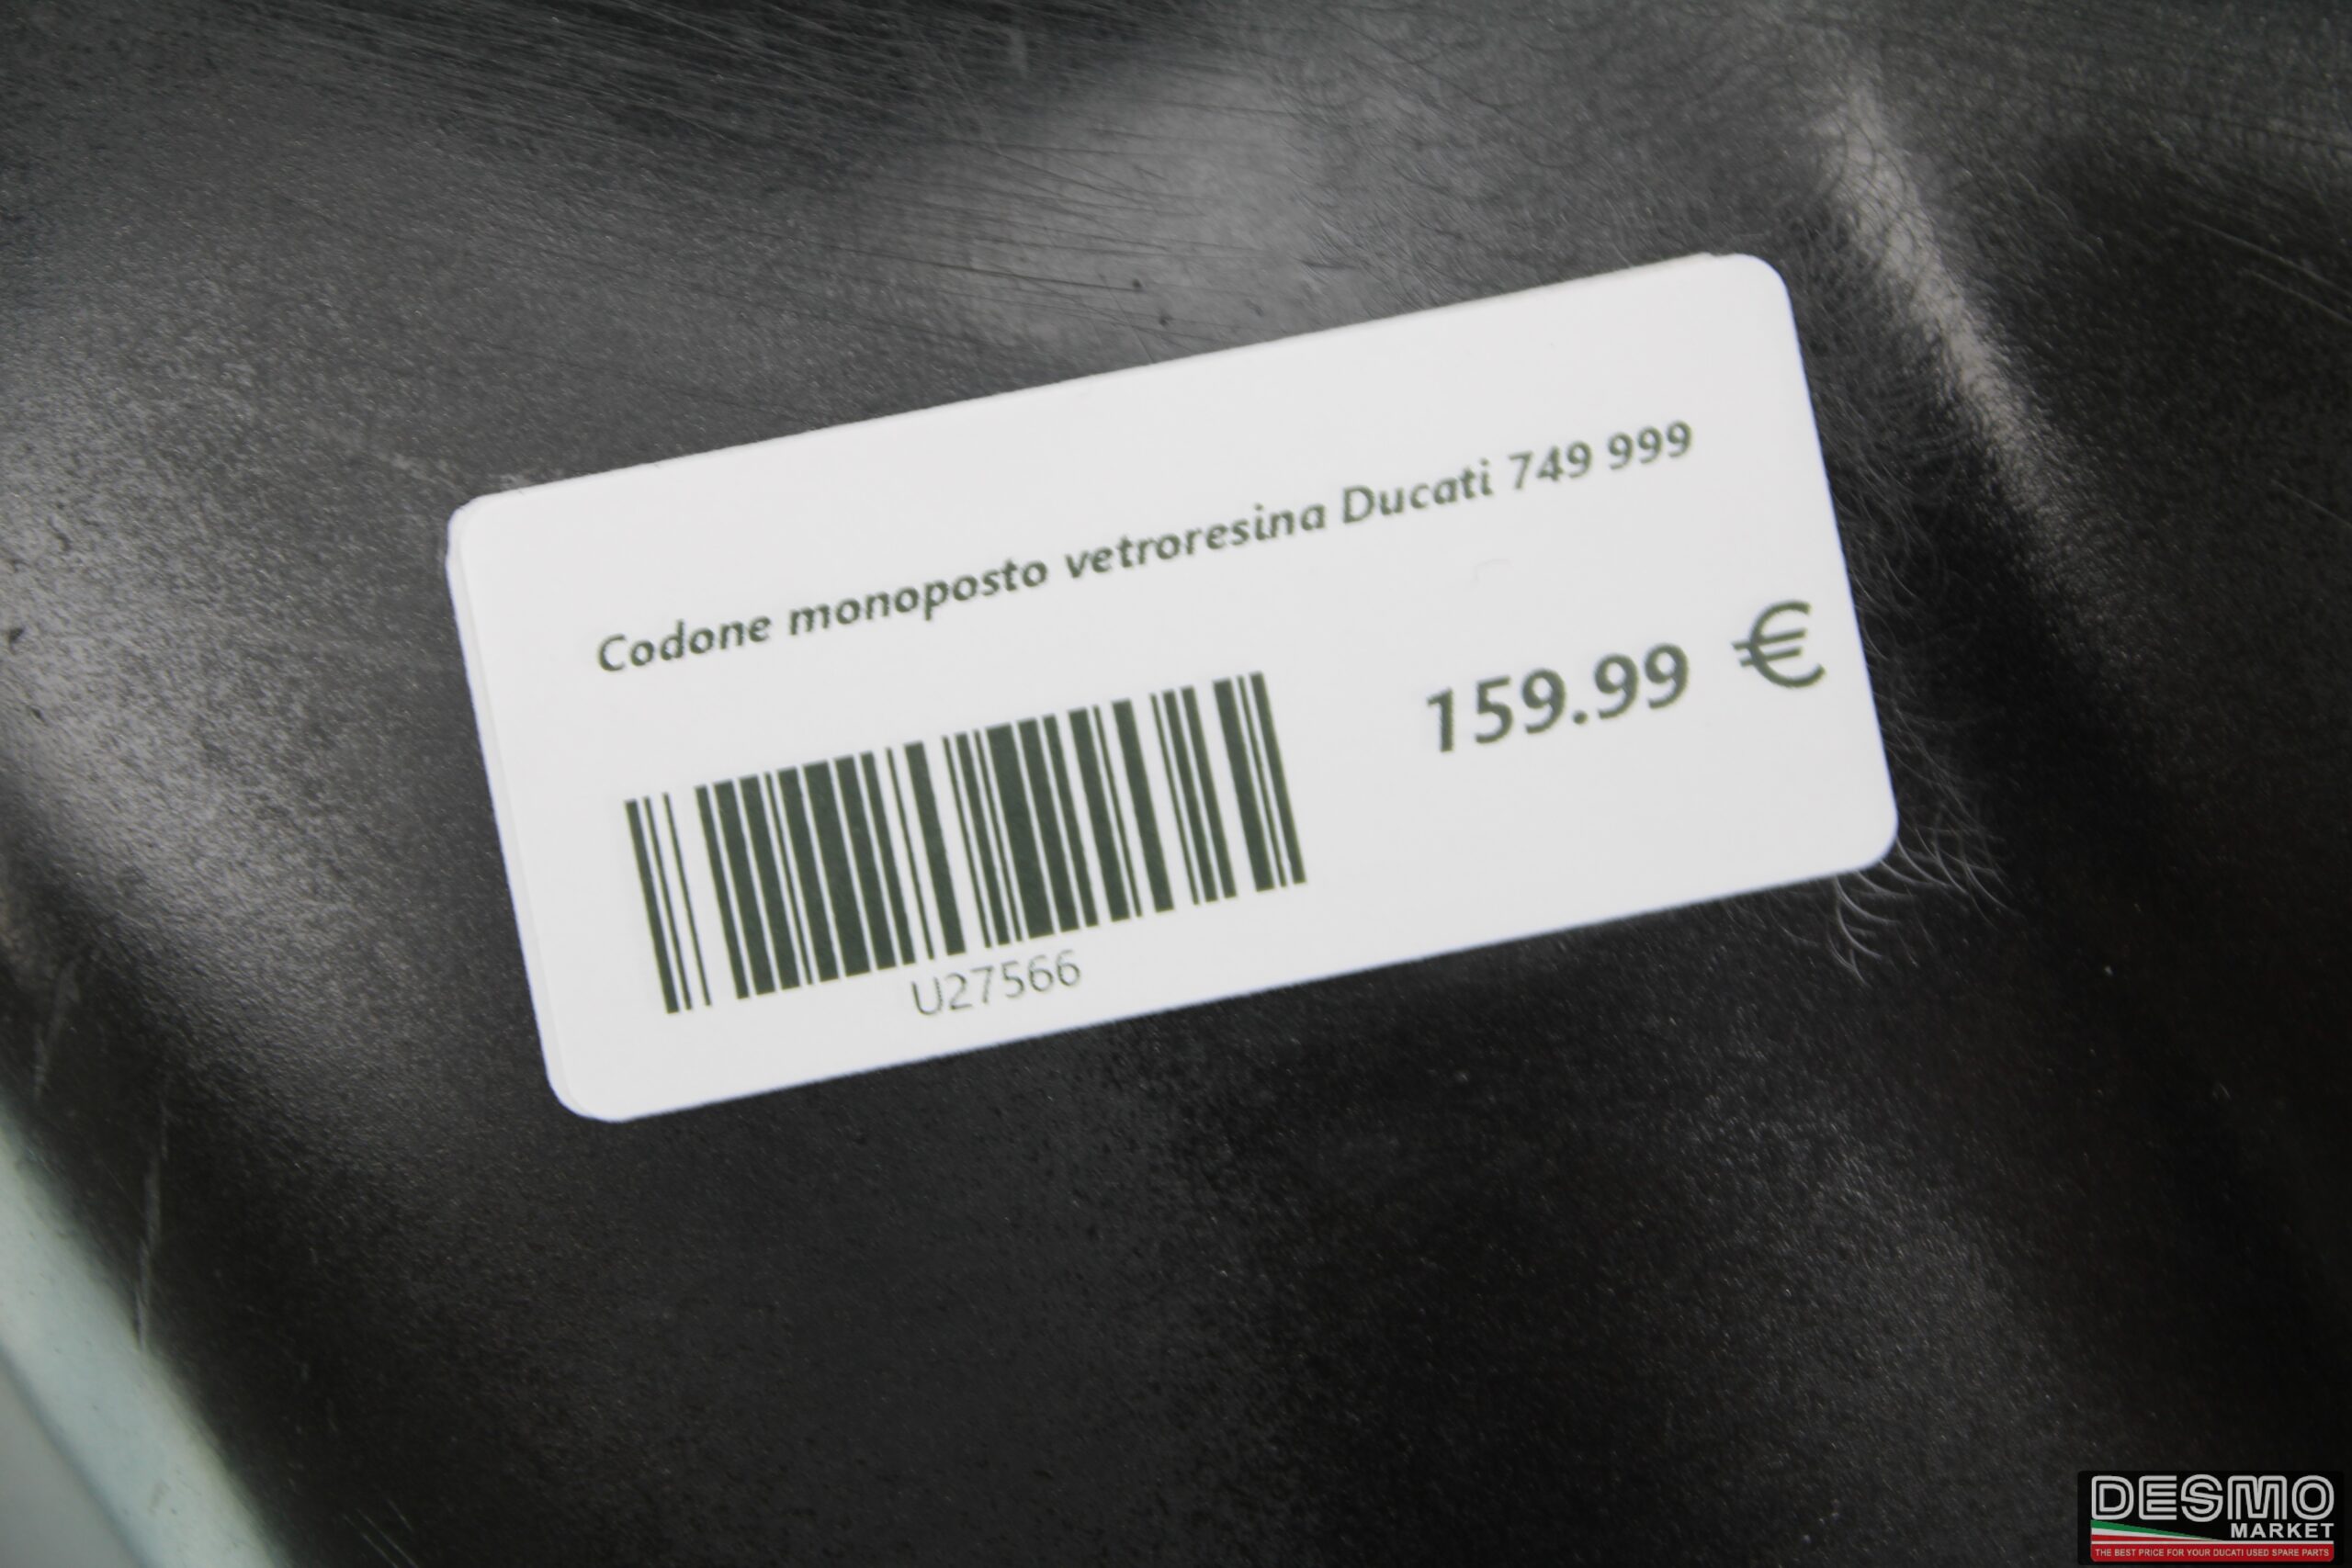 Codone monoposto vetroresina Ducati 749 999
159.99 €
U27566
DESMO
MARKET
THE BEST PRICE FOR YOUR DUCATI USED SPARE PARTS